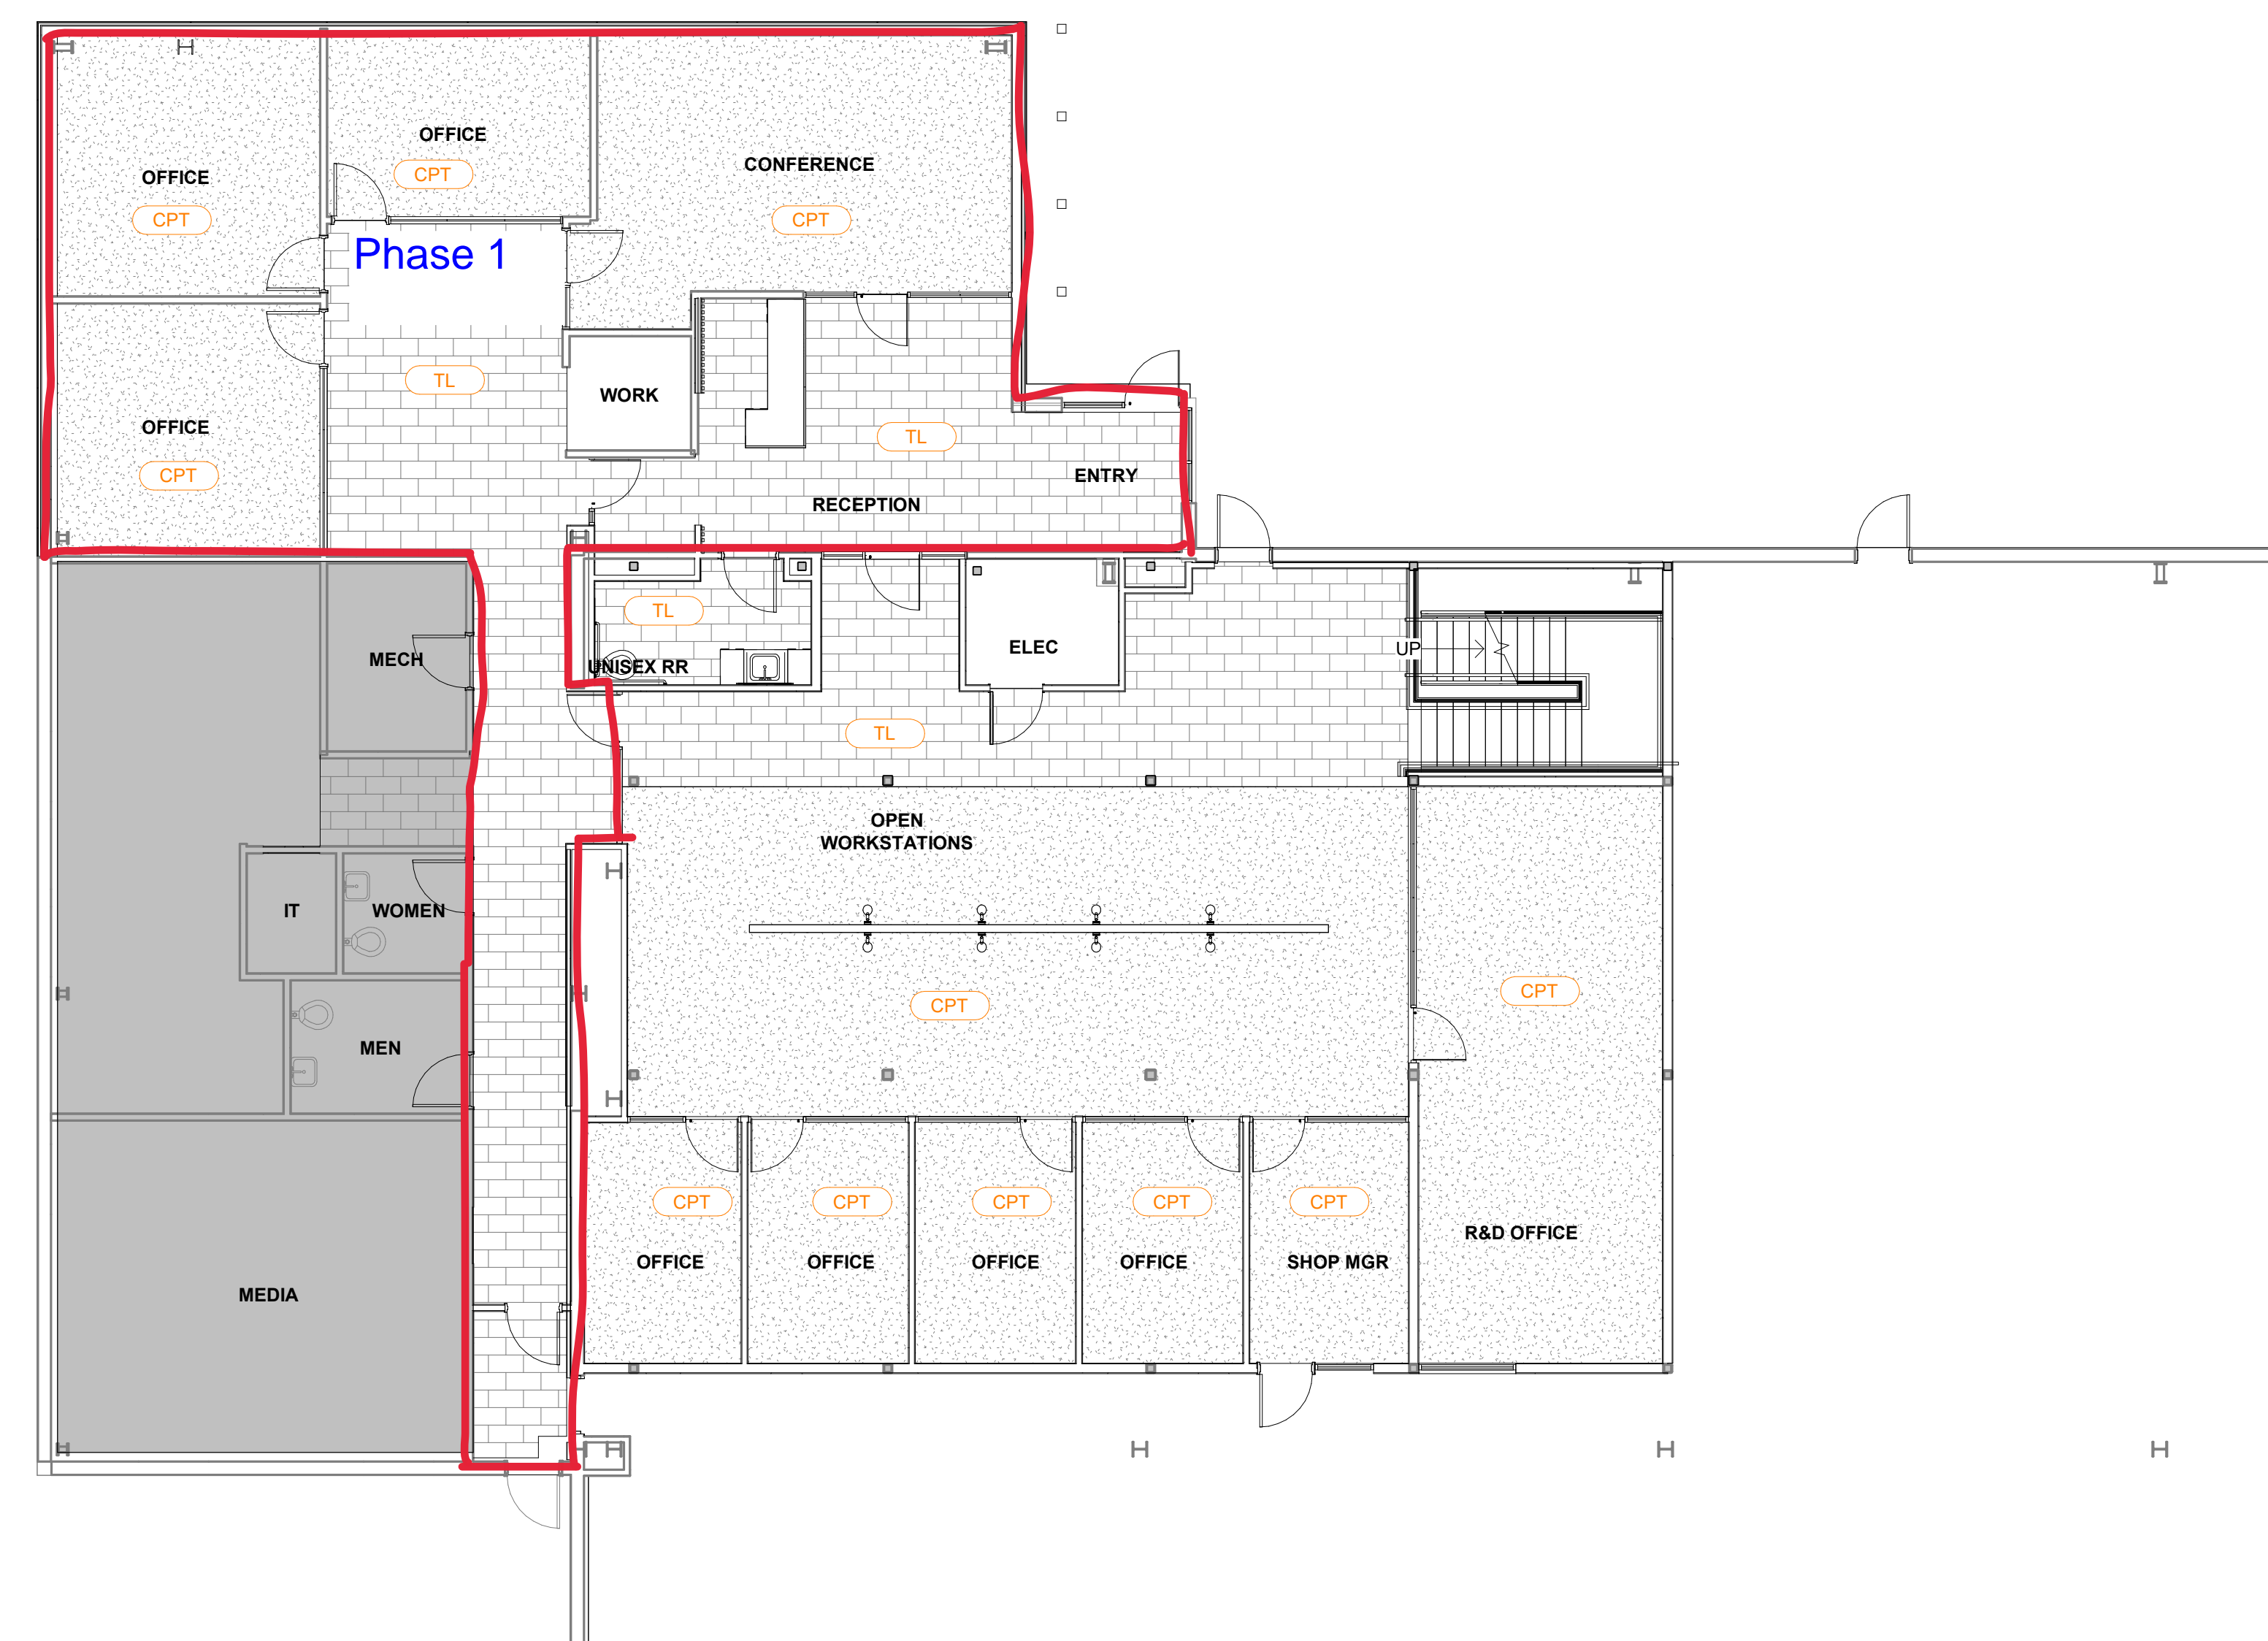 OFFICE
CPT
CONFERENCE
OFFICE
CPT
CPT
Phase 1
TL
WORK
OFFICE
TL
CPT
ENTRY
RECEPTION
TL
UNISEX RR
ELEC
UP
MECH
TL
OPEN
WORKSTATIONS
IT
WOMEN
CPT
CPT
MEN
CPT
CPT
CPT
CPT
CPT
R&D OFFICE
OFFICE
OFFICE
OFFICE
OFFICE
SHOP MGR
MEDIA